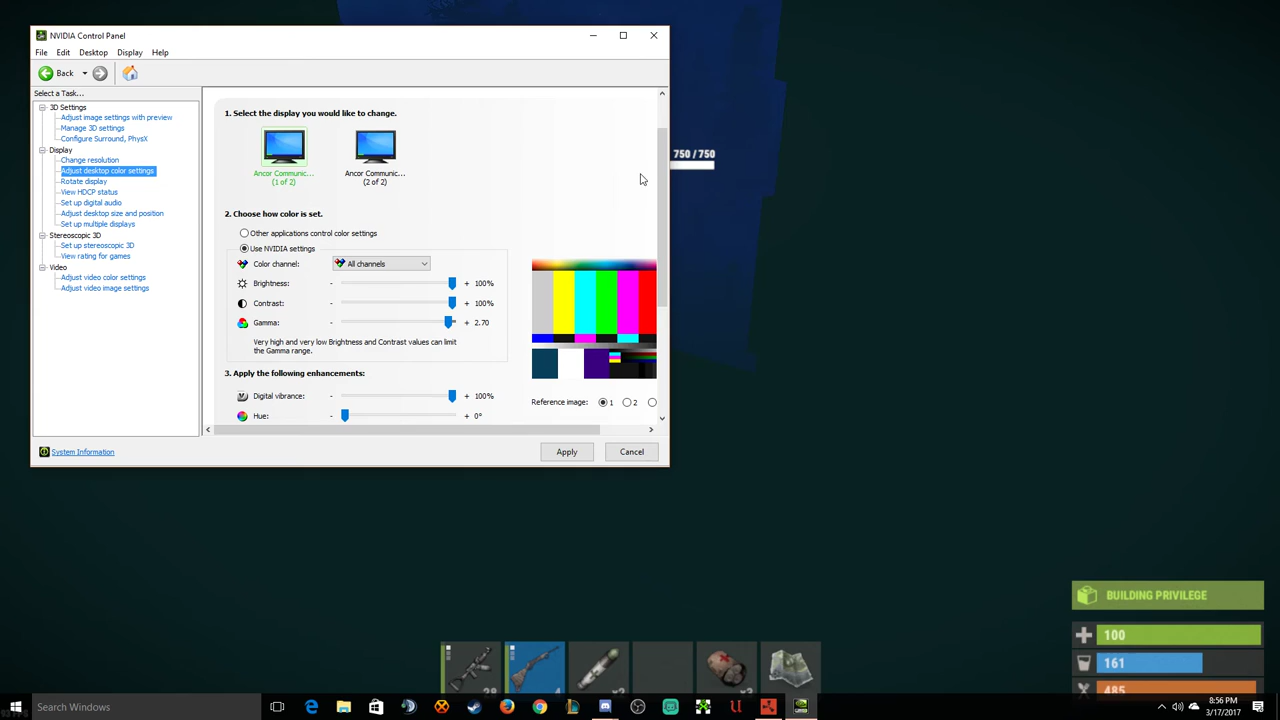 NVIDIA Control Panel
File Edit Desktop Display Help
Back
Select a Task...
3D Settings
Adjust image settings with preview
Manage 3D settings
Configure Surround, PhysX
Display
Change resolution
Adjust desktop color settings
Rotate display
View HDCP status
Set up digital audio
Adjust desktop size and position
Set up multiple displays
Stereoscopic 3D
Set up stereoscopic 3D
View rating for games
Video
Adjust video color settings
Adjust video image settings
System Information
1. Select the display you would like to change.
Ancor Communic... Ancor Communic...
(1 of 2) (2 of 2)
2. Choose how color is set.
Other applications control color settings
Use NVIDIA settings
Color channel: All channels
Brightness: - + 100%
Contrast: - + 100%
Gamma: - + 2.70
Very high and very low Brightness and Contrast values can limit
the Gamma range.
3. Apply the following enhancements:
Digital vibrance: - + 100%
Hue: - + 0°
Reference image: 1 2
Apply Cancel
750 / 750
BUILDING PRIVILEGE
100
161
485
28 4 x2 x3
Search Windows
8:56 PM
3/17/2017